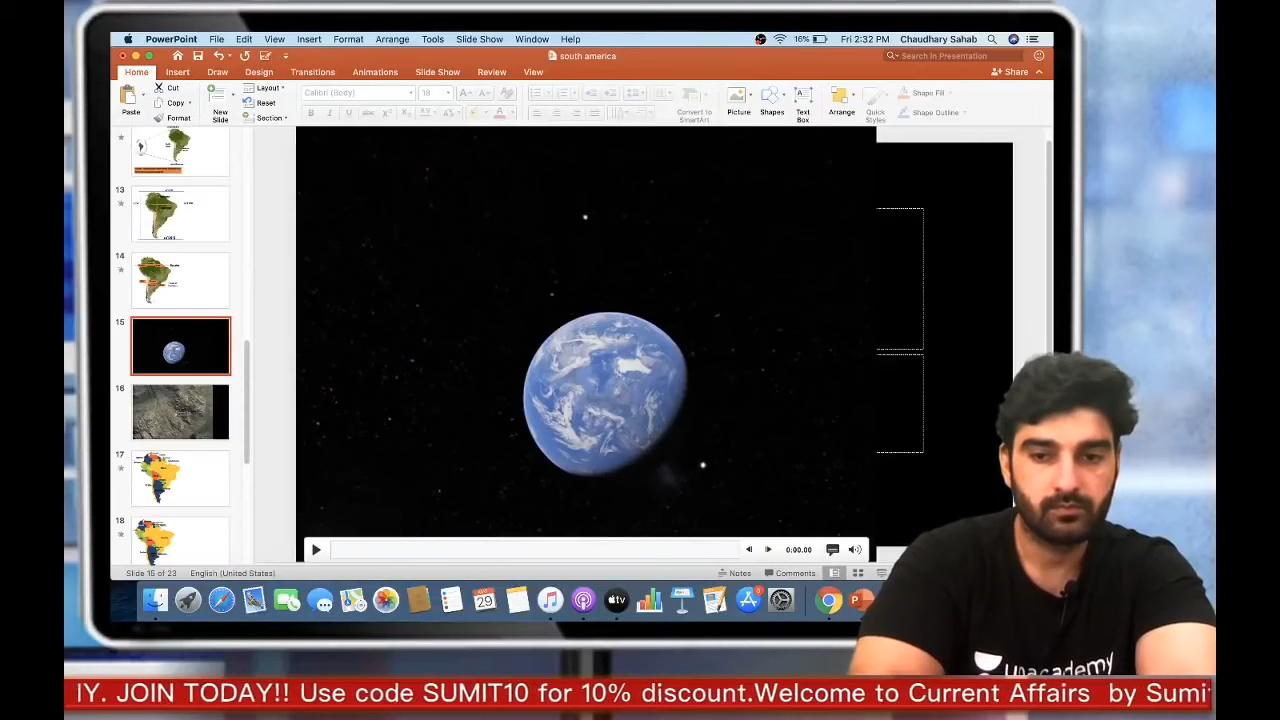 PowerPoint File Edit View Insert Format Arrange Tools Slide Show Window Help 16% Fri 2:32 PM Chaudhary Sahab
south america Search in Presentation
Home Insert Draw Design Transitions Animations Slide Show Review View Share
Paste Cut Copy Format New Slide Layout Reset Section Calibri (Body) 18 Convert to SmartArt Picture Shapes Text Box Arrange Quick Styles Shape Fill Shape Outline
13
14
15
16
17
18
0:00.00
Slide 15 of 23 English (United States) Notes Comments
29
unacademy
IY. JOIN TODAY!! Use code SUMIT10 for 10% discount.Welcome to Current Affairs by Sumi